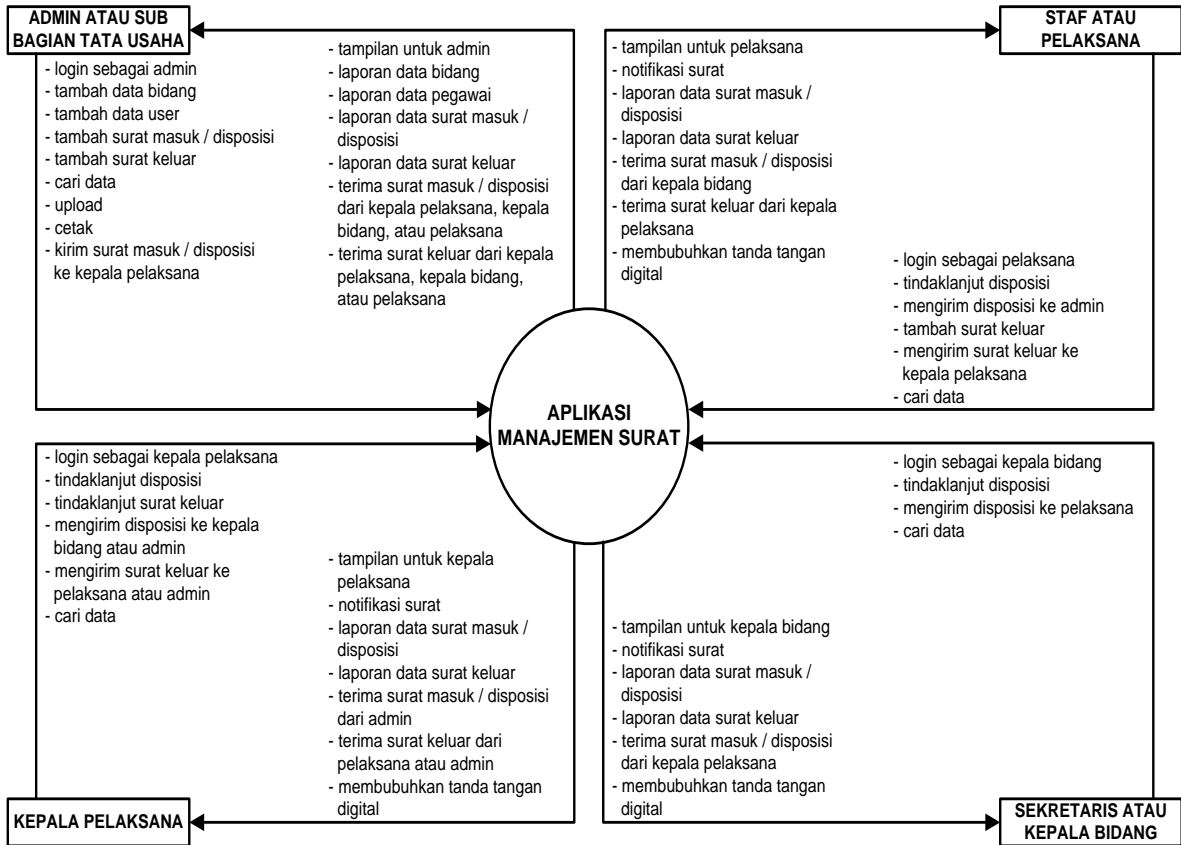 ADMIN ATAU SUB
BAGIAN TATA USAHA
- login sebagai admin
- tambah data bidang
- tambah data user
- tambah surat masuk / disposisi
- tambah surat keluar
- cari data
- upload
- cetak
- kirim surat masuk / disposisi
ke kepala pelaksana
- tampilan untuk admin
- laporan data bidang
- laporan data pegawai
- laporan data surat masuk /
disposisi
- laporan data surat keluar
- terima surat masuk / disposisi
dari kepala pelaksana, kepala
bidang, atau pelaksana
- terima surat keluar dari kepala
pelaksana, kepala bidang,
atau pelaksana
STAF ATAU
PELAKSANA
- tampilan untuk pelaksana
- notifikasi surat
- laporan data surat masuk /
disposisi
- laporan data surat keluar
- terima surat masuk / disposisi
dari kepala bidang
- terima surat keluar dari kepala
pelaksana
- membubuhkan tanda tangan
digital
- login sebagai pelaksana
- tindaklanjut disposisi
- mengirim disposisi ke admin
- tambah surat keluar
- mengirim surat keluar ke
kepala pelaksana
- cari data
APLIKASI
MANAJEMEN SURAT
- login sebagai kepala pelaksana
- tindaklanjut disposisi
- tindaklanjut surat keluar
- mengirim disposisi ke kepala
bidang atau admin
- mengirim surat keluar ke
pelaksana atau admin
- cari data
- tampilan untuk kepala
pelaksana
- notifikasi surat
- laporan data surat masuk /
disposisi
- laporan data surat keluar
- terima surat masuk / disposisi
dari admin
- terima surat keluar dari
pelaksana atau admin
- membubuhkan tanda tangan
digital
KEPALA PELAKSANA
- login sebagai kepala bidang
- tindaklanjut disposisi
- mengirim disposisi ke pelaksana
- cari data
- tampilan untuk kepala bidang
- notifikasi surat
- laporan data surat masuk /
disposisi
- laporan data surat keluar
- terima surat masuk / disposisi
dari kepala pelaksana
- membubuhkan tanda tangan
digital
SEKRETARIS ATAU
KEPALA BIDANG